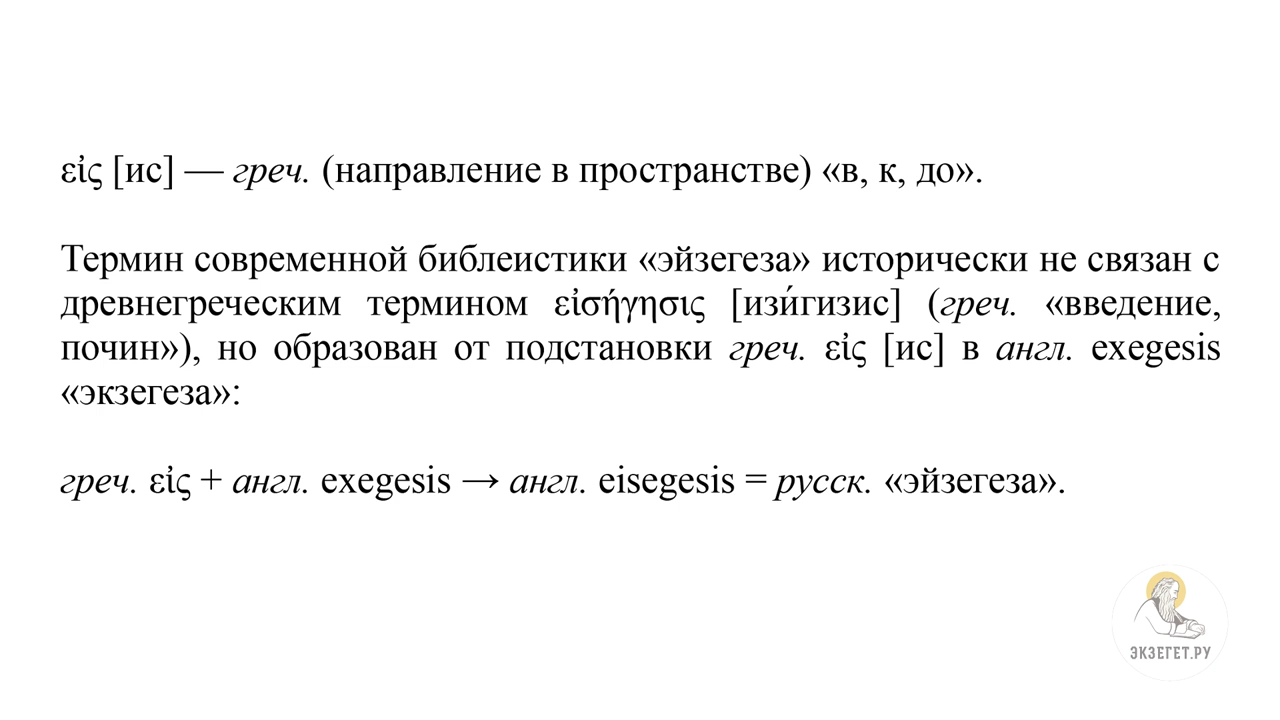 εἰς [ис] — греч. (направление в пространстве) «в, к, до».
Термин современной библеистики «эйзегеза» исторически не связан с
древнегреческим термином εἰσήγησις [изи́гизис] (греч. «введение,
почин»), но образован от подстановки греч. εἰς [ис] в англ. exegesis
«экзегеза»:
греч. εἰς + англ. exegesis → англ. eisegesis = русск. «эйзегеза».
ЭКЗЕГЕТ.РУ